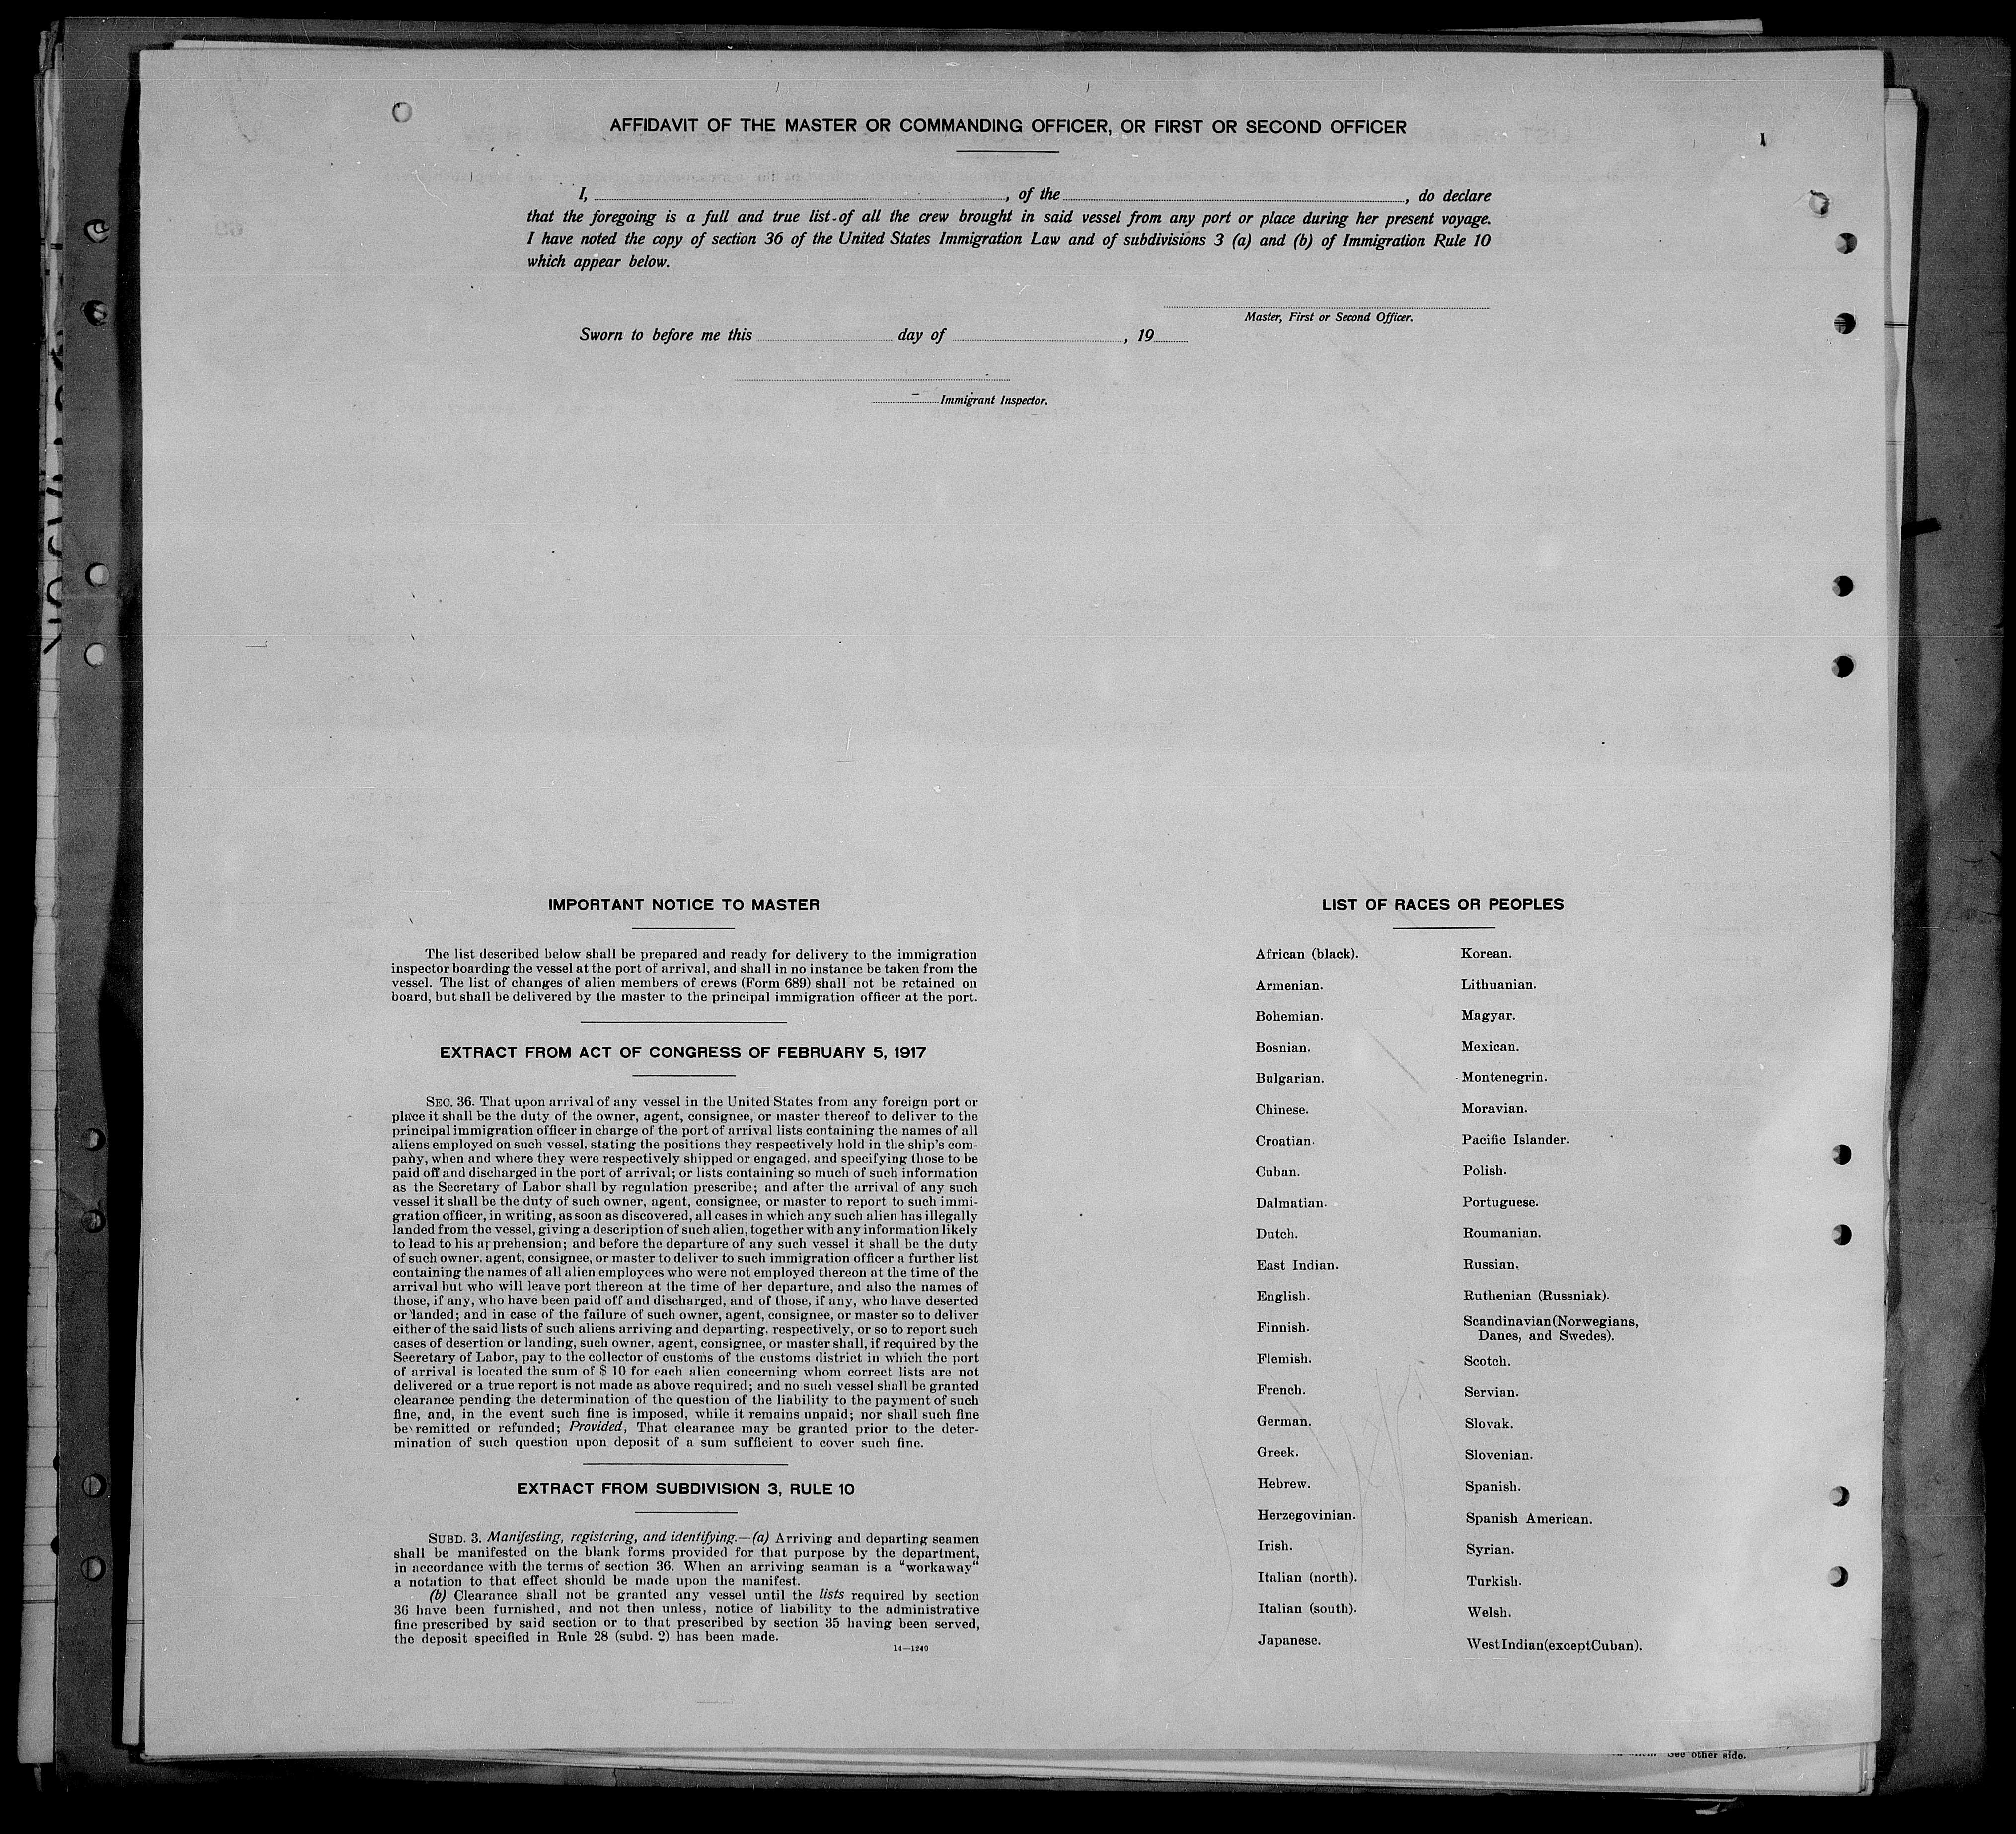 AFFIDAVIT OF THE MASTER OR COMMANDING OFFICER, OR FIRST OR SECOND OFFICER
I, , of the , do declare
that the foregoing is a full and true list of all the crew brought in said vessel from any port or place during her present voyage.
I have noted the copy of section 36 of the United States Immigration Law and of subdivisions 3 (a) and (b) of Immigration Rule 10
which appear below.
Master, First or Second Officer.
Sworn to before me this day of , 19
Immigrant Inspector.
IMPORTANT NOTICE TO MASTER
The list described below shall be prepared and ready for delivery to the immigration
inspector boarding the vessel at the port of arrival, and shall in no instance be taken from the
vessel. The list of changes of alien members of crews (Form 689) shall not be retained on
board, but shall be delivered by the master to the principal immigration officer at the port.
EXTRACT FROM ACT OF CONGRESS OF FEBRUARY 5, 1917
SEC. 36. That upon arrival of any vessel in the United States from any foreign port or
place it shall be the duty of the owner, agent, consignee, or master thereof to deliver to the
principal immigration officer in charge of the port of arrival lists containing the names of all
aliens employed on such vessel, stating the positions they respectively hold in the ship's com-
pany, when and where they were respectively shipped or engaged, and specifying those to be
paid off and discharged in the port of arrival; or lists containing so much of such information
as the Secretary of Labor shall by regulation prescribe; and after the arrival of any such
vessel it shall be the duty of such owner, agent, consignee, or master to report to such immi-
gration officer, in writing, as soon as discovered, all cases in which any such alien has illegally
landed from the vessel, giving a description of such alien, together with any information likely
to lead to his apprehension; and before the departure of any such vessel it shall be the duty
of such owner, agent, consignee, or master to deliver to such immigration officer a further list
containing the names of all alien employees who were not employed thereon at the time of the
arrival but who will leave port thereon at the time of her departure, and also the names of
those, if any, who have been paid off and discharged, and of those, if any, who have deserted
or landed; and in case of the failure of such owner, agent, consignee, or master so to deliver
either of the said lists of such aliens arriving and departing, respectively, or so to report such
cases of desertion or landing, such owner, agent, consignee, or master shall, if required by the
Secretary of Labor, pay to the collector of customs of the customs district in which the port
of arrival is located the sum of $ 10 for each alien concerning whom correct lists are not
delivered or a true report is not made as above required; and no such vessel shall be granted
clearance pending the determination of the question of the liability to the payment of such
fine, and, in the event such fine is imposed, while it remains unpaid; nor shall such fine
be remitted or refunded; Provided, That clearance may be granted prior to the deter-
mination of such question upon deposit of a sum sufficient to cover such fine.
EXTRACT FROM SUBDIVISION 3, RULE 10
SUBD. 3. Manifesting, registering, and identifying.—(a) Arriving and departing seamen
shall be manifested on the blank forms provided for that purpose by the department,
in accordance with the terms of section 36. When an arriving seaman is a "workaway"
a notation to that effect should be made upon the manifest.
(b) Clearance shall not be granted any vessel until the lists required by section
36 have been furnished, and not then unless, notice of liability to the administrative
fine prescribed by said section or to that prescribed by section 35 having been served,
the deposit specified in Rule 28 (subd. 2) has been made.
14—1240
LIST OF RACES OR PEOPLES
African (black).
Armenian.
Bohemian.
Bosnian.
Bulgarian.
Chinese.
Croatian.
Cuban.
Dalmatian.
Dutch.
East Indian.
English.
Finnish.
Flemish.
French.
German.
Greek.
Hebrew.
Herzegovinian.
Irish.
Italian (north).
Italian (south).
Japanese.
Korean.
Lithuanian.
Magyar.
Mexican.
Montenegrin.
Moravian.
Pacific Islander.
Polish.
Portuguese.
Roumanian.
Russian.
Ruthenian (Russniak).
Scandinavian (Norwegians,
Danes, and Swedes).
Scotch.
Servian.
Slovak.
Slovenian.
Spanish.
Spanish American.
Syrian.
Turkish.
Welsh.
West Indian (except Cuban).
See other side.